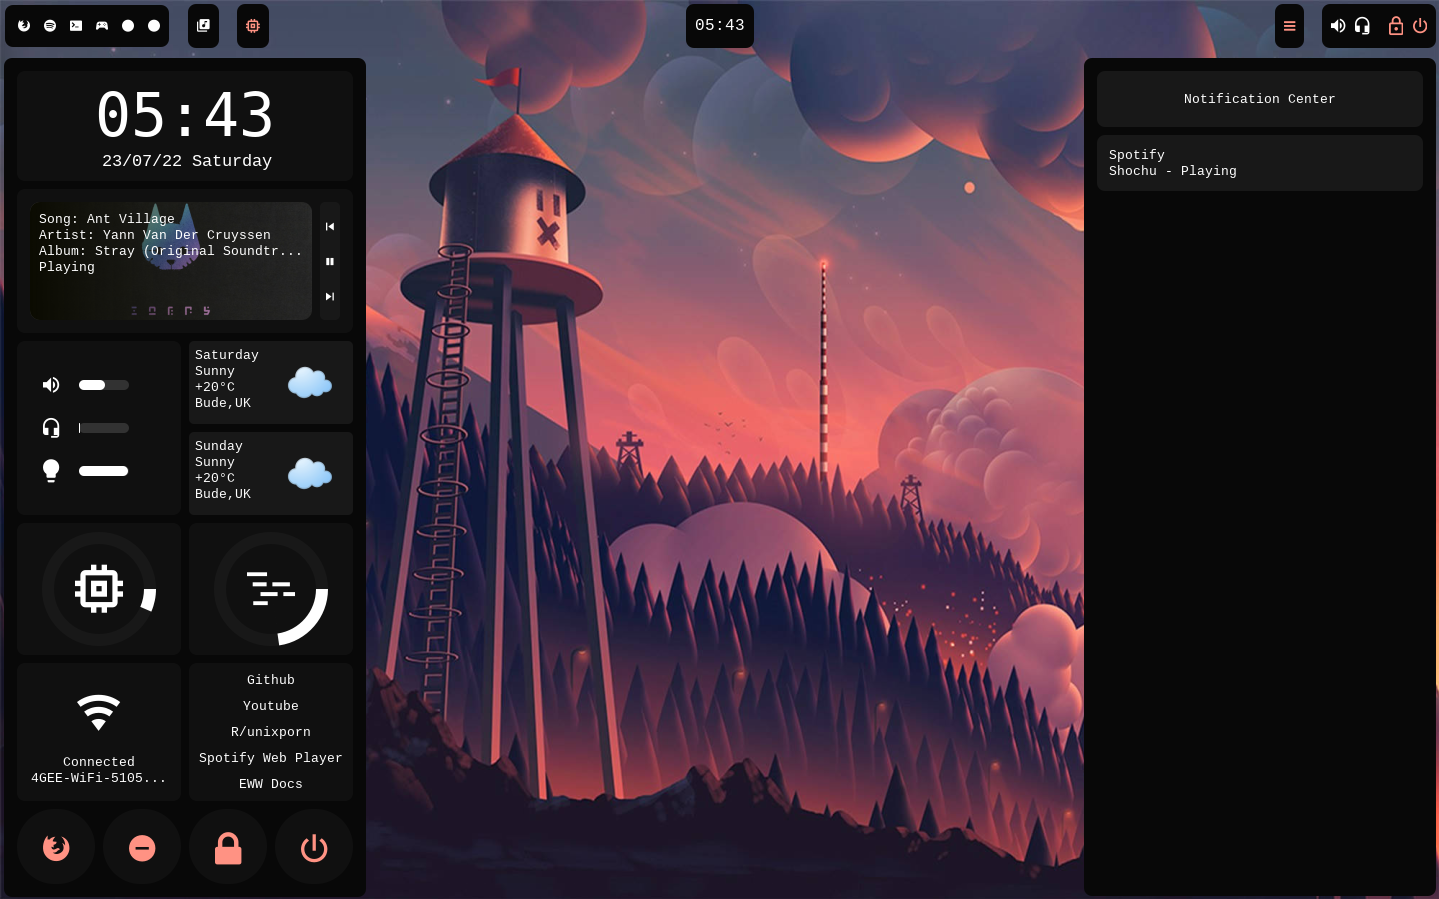 05:43
05:43
23/07/22 Saturday
Song: Ant Village
Artist: Yann Van Der Cruyssen
Album: Stray (Original Soundtr...
Playing
Saturday
Sunny
+20°C
Bude,UK
Sunday
Sunny
+20°C
Bude,UK
Connected
4GEE-WiFi-5105...
Github
Youtube
R/unixporn
Spotify Web Player
EWW Docs
Notification Center
Spotify
Shochu - Playing